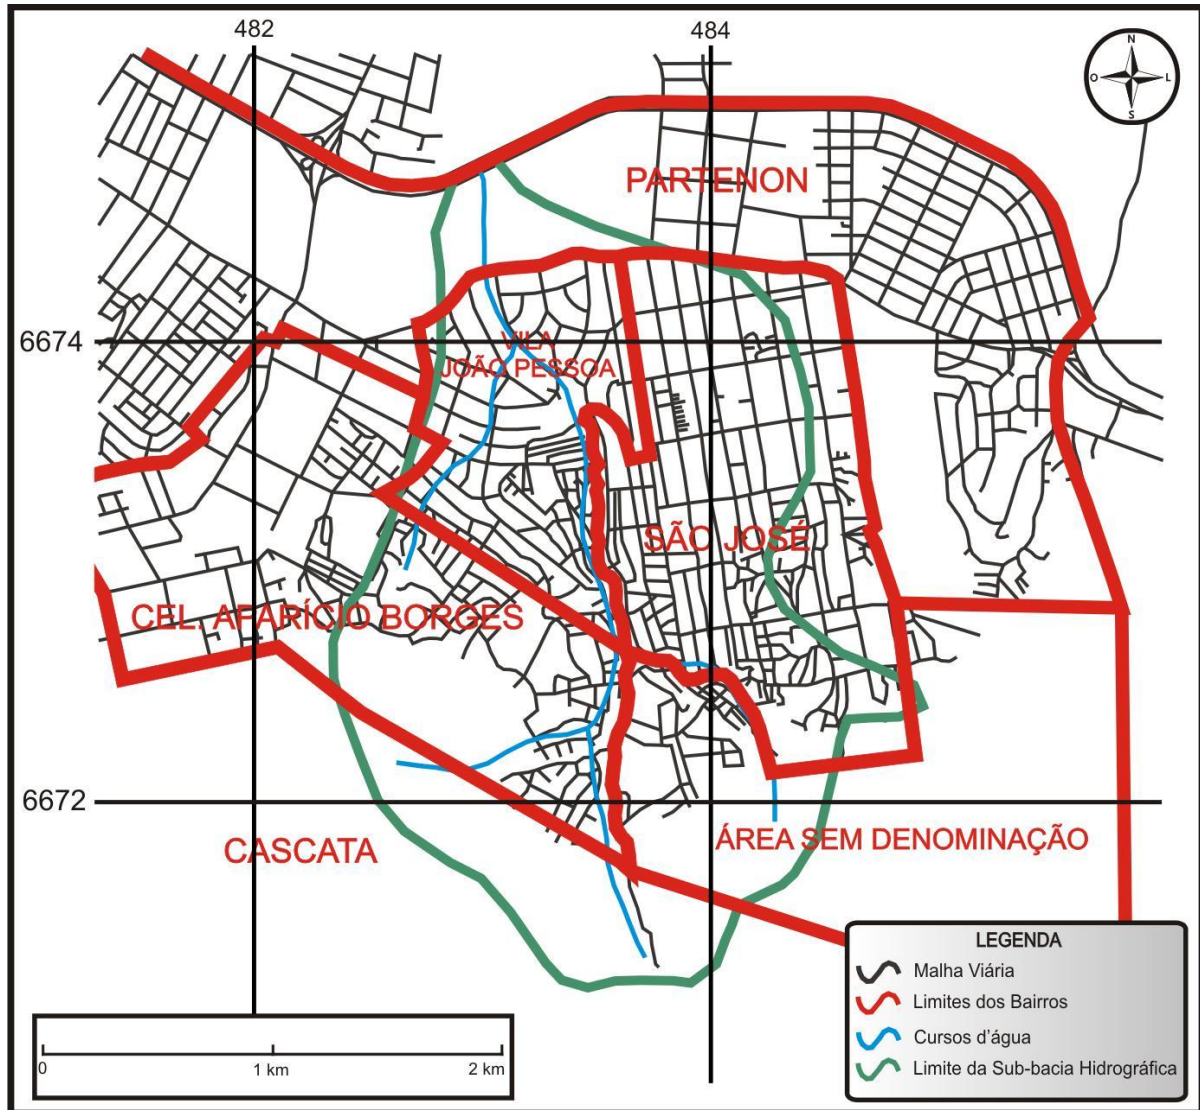 482
484
N
O
L
S
PARTENON
6674
VILA
JOÃO PESSOA
SÃO JOSÉ
CEL. APARÍCIO BORGES
6672
CASCATA
ÁREA SEM DENOMINAÇÃO
LEGENDA
Malha Viária
Limites dos Bairros
Cursos d'água
Limite da Sub-bacia Hidrográfica
0
1 km
2 km